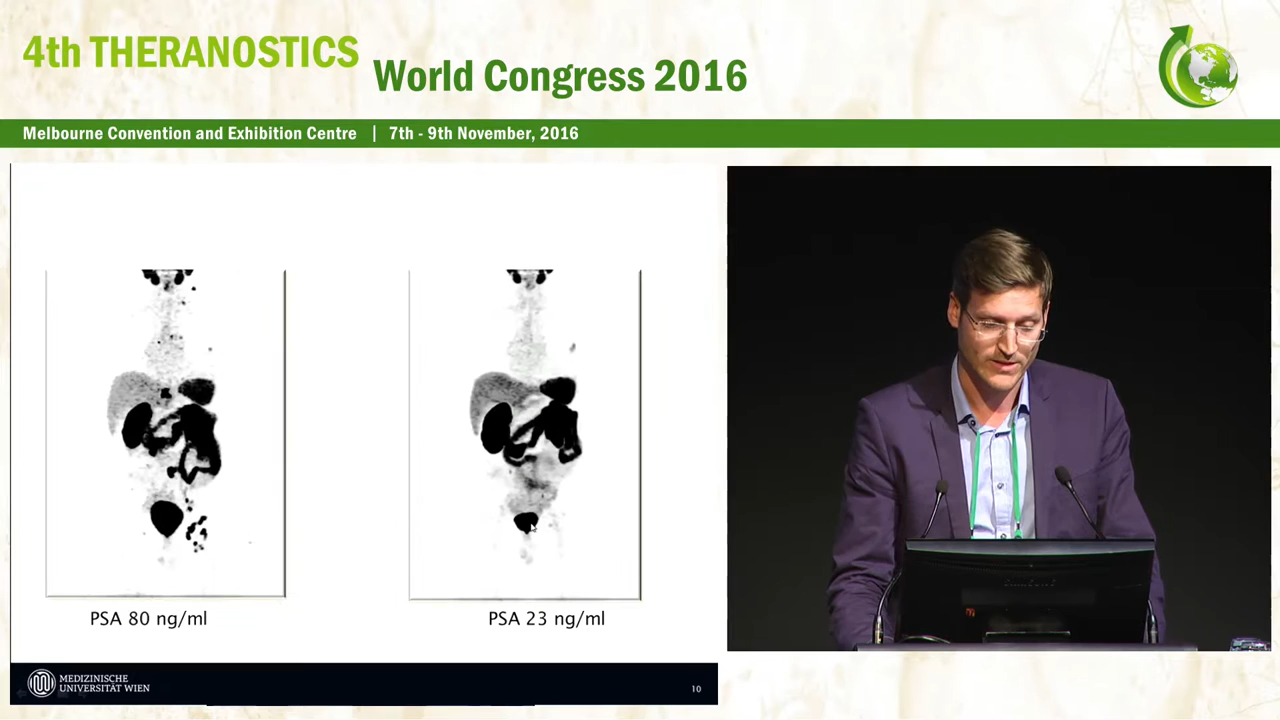 4th THERANOSTICS
World Congress 2016
Melbourne Convention and Exhibition Centre | 7th - 9th November, 2016
PSA 80 ng/ml
PSA 23 ng/ml
MEDIZINISCHE
UNIVERSITÄT WIEN
10